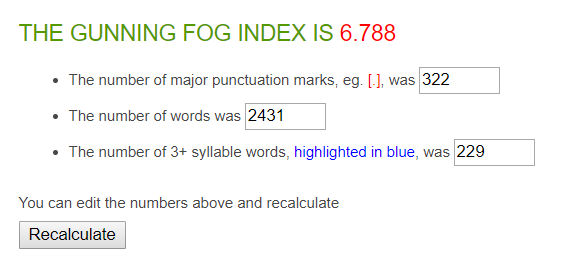 THE GUNNING FOG INDEX IS 6.788
• The number of major punctuation marks, eg. [.], was 322
• The number of words was 2431
• The number of 3+ syllable words, highlighted in blue, was 229
You can edit the numbers above and recalculate
Recalculate